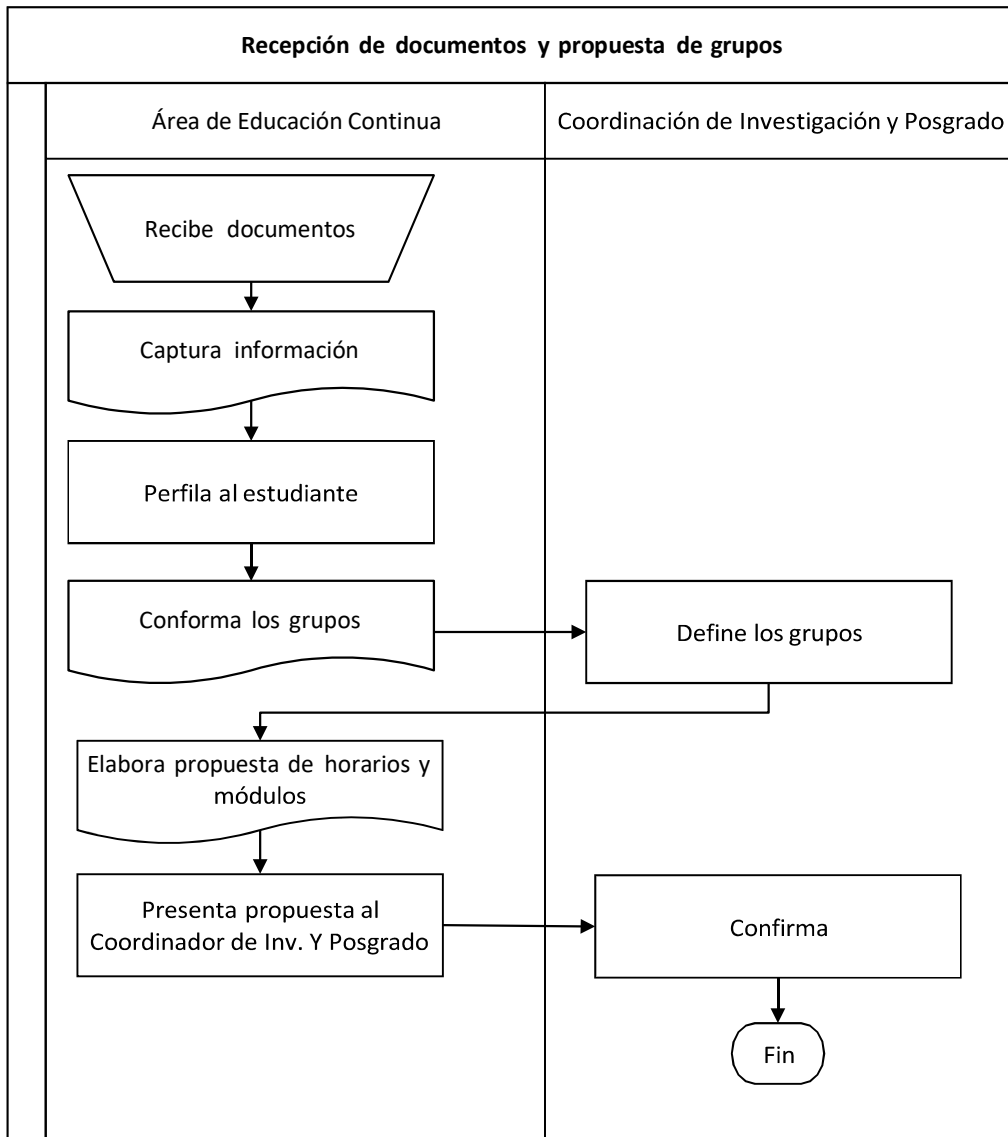 Recepción de documentos y propuesta de grupos
Área de Educación Continua
Coordinación de Investigación y Posgrado
Recibe documentos
Captura información
Perfila al estudiante
Conforma los grupos
Define los grupos
Elabora propuesta de horarios y
módulos
Presenta propuesta al
Coordinador de Inv. Y Posgrado
Confirma
Fin